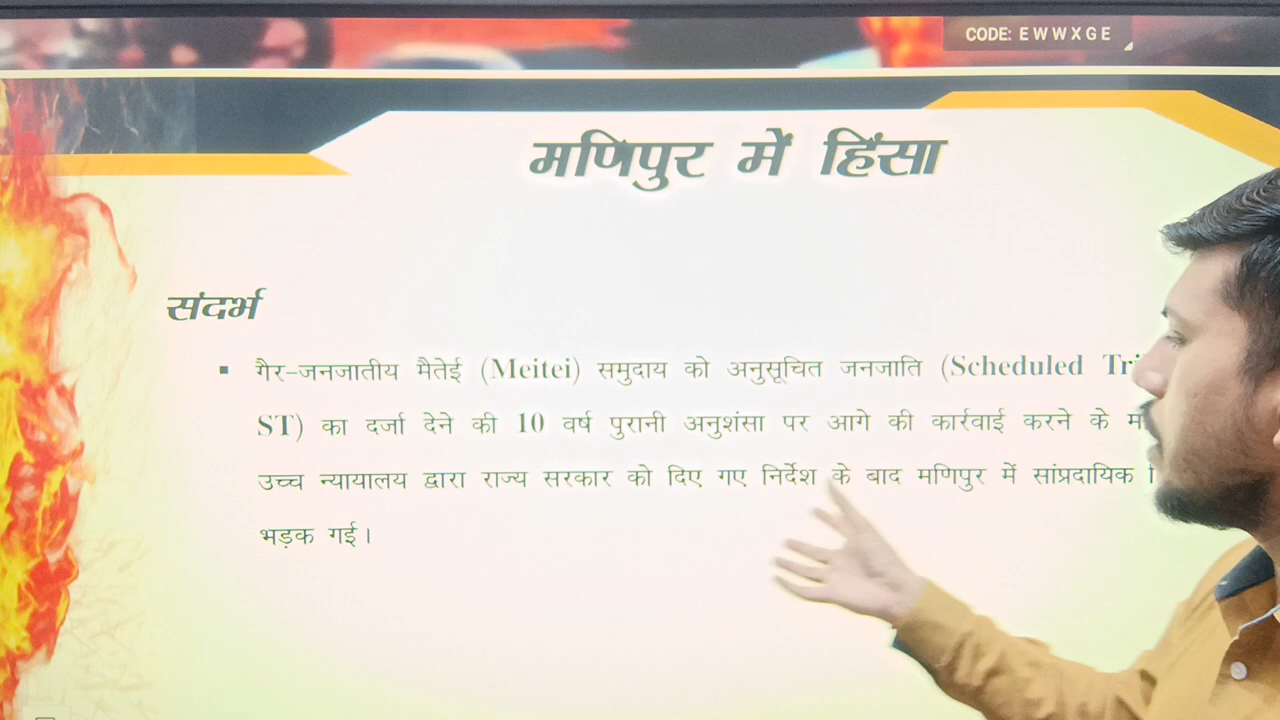 CODE: E W W X G E
मणिपुर में हिंसा
संदर्भ
▪ गैर-जनजातीय मैतेई (Meitei) समुदाय को अनुसूचित जनजाति (Scheduled
ST) का दर्जा देने की 10 वर्ष पुरानी अनुशंसा पर आगे की कार्रवाई करने के
उच्च न्यायालय द्वारा राज्य सरकार को दिए गए निर्देश के बाद मणिपुर में सांप्रदायिक
भड़क गई।